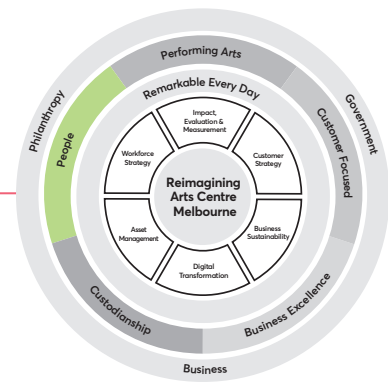 Performing Arts
Remarkable Every Day
Philanthropy
Government
People
Customer Focused
Impact,
Evaluation &
Measurement
Workforce
Strategy
Customer
Strategy
Reimagining
Arts Centre
Melbourne
Asset
Management
Business
Sustainability
Digital
Transformation
Custodianship
Business Excellence
Business